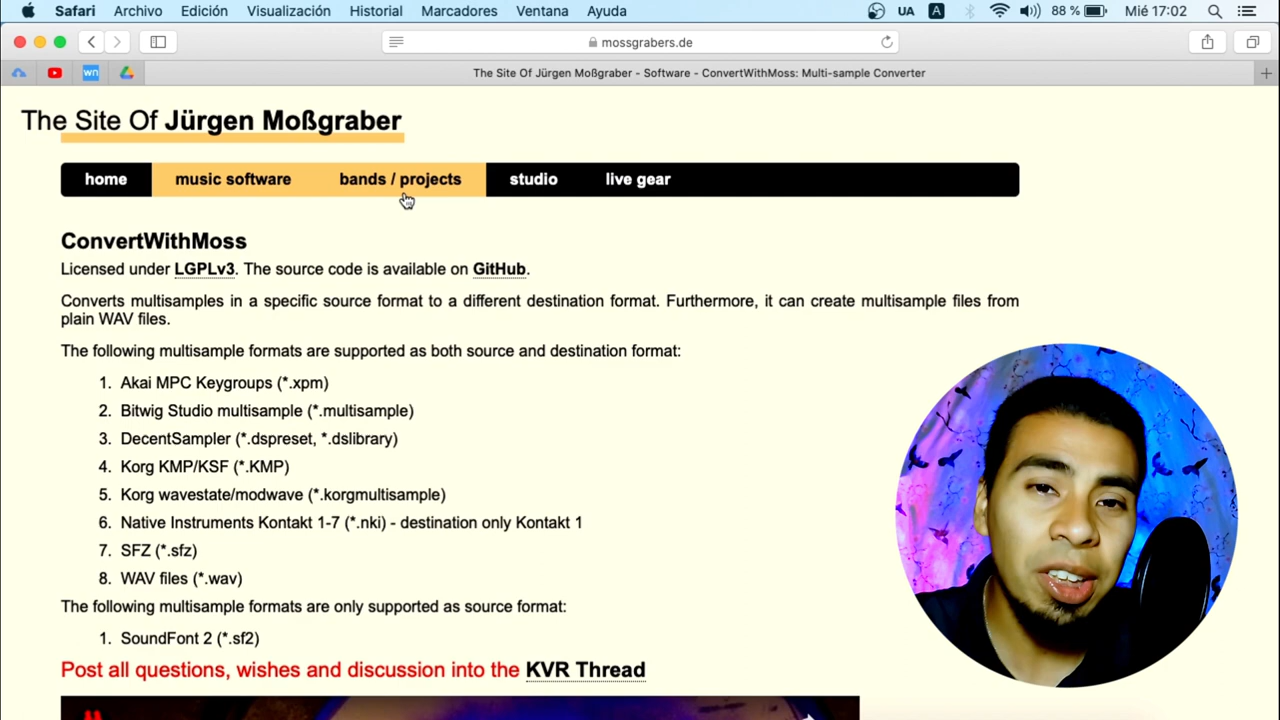 Safari Archivo Edición Visualización Historial Marcadores Ventana Ayuda UA A 88 % Mié 17:02
mossgrabers.de
wn The Site Of Jürgen Moßgraber - Software - ConvertWithMoss: Multi-sample Converter
The Site Of Jürgen Moßgraber
home music software bands / projects studio live gear
ConvertWithMoss
Licensed under LGPLv3. The source code is available on GitHub.
Converts multisamples in a specific source format to a different destination format. Furthermore, it can create multisample files from
plain WAV files.
The following multisample formats are supported as both source and destination format:
1. Akai MPC Keygroups (*.xpm)
2. Bitwig Studio multisample (*.multisample)
3. DecentSampler (*.dspreset, *.dslibrary)
4. Korg KMP/KSF (*.KMP)
5. Korg wavestate/modwave (*.korgmultisample)
6. Native Instruments Kontakt 1-7 (*.nki) - destination only Kontakt 1
7. SFZ (*.sfz)
8. WAV files (*.wav)
The following multisample formats are only supported as source format:
1. SoundFont 2 (*.sf2)
Post all questions, wishes and discussion into the KVR Thread